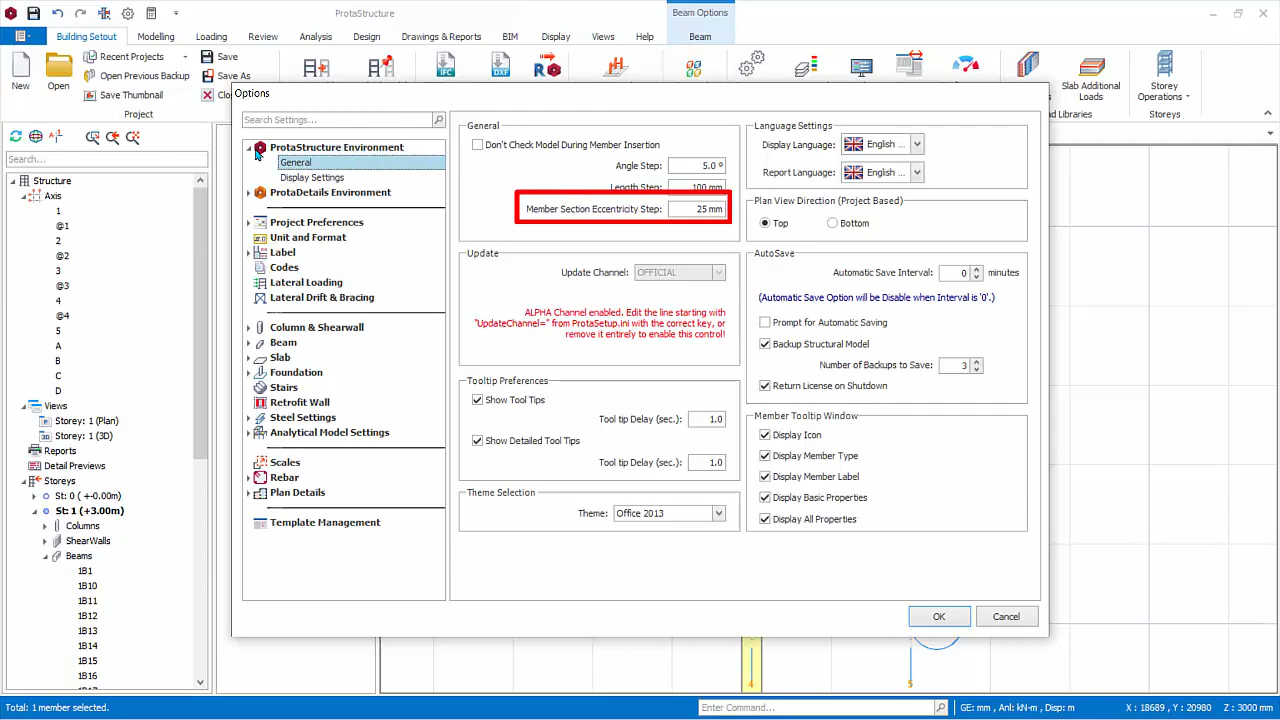 ProtaStructure
Beam Options
Building Setout
Modelling
Loading
Review
Analysis
Design
Drawings & Reports
BIM
Display
Views
Help
Beam
New
Open
Recent Projects
Open Previous Backup
Save Thumbnail
Save
Save As
Project
IFC
DXF
R
Slab Additional
Loads
Storey
Operations
Storeys
Options
Search...
Structure
Axis
1
@1
2
@2
3
@3
4
@4
5
A
B
C
D
Views
Storey: 1 (Plan)
Storey: 1 (3D)
Reports
Detail Previews
Storeys
St: 0 (+-0.00m)
St: 1 (+3.00m)
Columns
ShearWalls
Beams
1B1
1B10
1B11
1B12
1B13
1B14
1B15
1B16
Search Settings...
ProtaStructure Environment
General
Display Settings
ProtaDetails Environment
Project Preferences
Unit and Format
Label
Codes
Lateral Loading
Lateral Drift & Bracing
Column & Shearwall
Beam
Slab
Foundation
Stairs
Retrofit Wall
Steel Settings
Analytical Model Settings
Scales
Rebar
Plan Details
Template Management
General
Don't Check Model During Member Insertion
Angle Step: 5.0 °
Length Step: 100 mm
Member Section Eccentricity Step: 25 mm
Update
Update Channel: OFFICIAL
ALPHA Channel enabled. Edit the line starting with
"UpdateChannel=" from ProtaSetup.ini with the correct key, or
remove it entirely to enable this control!
Tooltip Preferences
Show Tool Tips
Tool tip Delay (sec.): 1.0
Show Detailed Tool Tips
Tool tip Delay (sec.): 1.0
Theme Selection
Theme: Office 2013
Language Settings
Display Language: English ...
Report Language: English ...
Plan View Direction (Project Based)
Top Bottom
AutoSave
Automatic Save Interval: 0 minutes
(Automatic Save Option will be Disable when Interval is '0'.)
Prompt for Automatic Saving
Backup Structural Model
Number of Backups to Save: 3
Return License on Shutdown
Member Tooltip Window
Display Icon
Display Member Type
Display Member Label
Display Basic Properties
Display All Properties
OK Cancel
4 5
Total: 1 member selected.
Enter Command...
GE: mm , Anl: kN-m , Disp: m
X : 18689 , Y : 20980
Z : 3000 mm